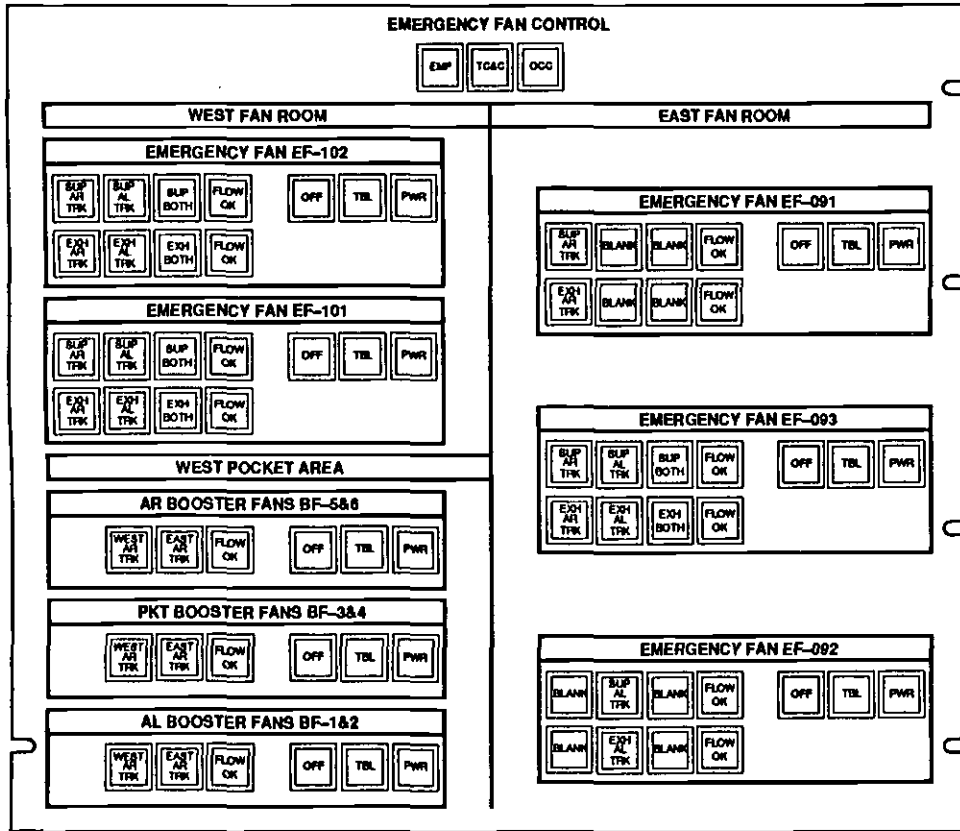 EMERGENCY FAN CONTROL
EMP TC&C OCC
WEST FAN ROOM
EMERGENCY FAN EF-102
SUP AR TRK SUP AL TRK SUP BOTH FLOW OK OFF TBL PWR
EXH AR TRK EXH AL TRK EXH BOTH FLOW OK
EMERGENCY FAN EF-101
SUP AR TRK SUP AL TRK SUP BOTH FLOW OK OFF TBL PWR
EXH AR TRK EXH AL TRK EXH BOTH FLOW OK
WEST POCKET AREA
AR BOOSTER FANS BF-5&6
WEST AR TRK EAST AR TRK FLOW OK OFF TBL PWR
PKT BOOSTER FANS BF-3&4
WEST AR TRK EAST AR TRK FLOW OK OFF TBL PWR
AL BOOSTER FANS BF-1&2
WEST AR TRK EAST AR TRK FLOW OK OFF TBL PWR
EAST FAN ROOM
EMERGENCY FAN EF-091
SUP AR TRK BLANK BLANK FLOW OK OFF TBL PWR
EXH AR TRK BLANK BLANK FLOW OK
EMERGENCY FAN EF-093
SUP AR TRK SUP AL TRK SUP BOTH FLOW OK OFF TBL PWR
EXH AR TRK EXH AL TRK EXH BOTH FLOW OK
EMERGENCY FAN EF-092
BLANK SUP AL TRK BLANK FLOW OK OFF TBL PWR
BLANK EXH AL TRK BLANK FLOW OK